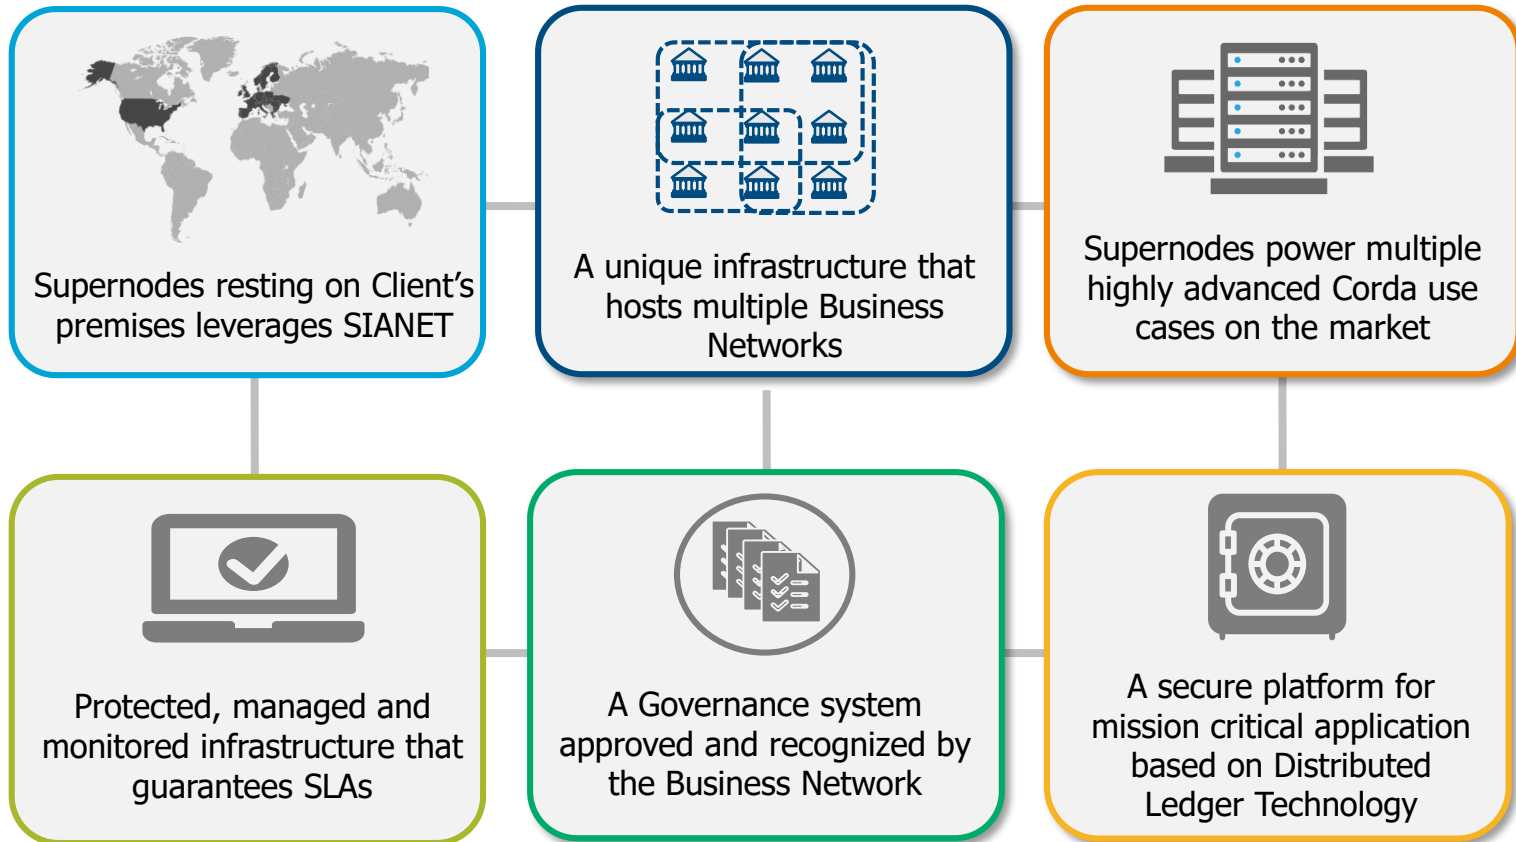 Supernodes resting on Client’s
premises leverages SIANET
A unique infrastructure that
hosts multiple Business
Networks
Supernodes power multiple
highly advanced Corda use
cases on the market
Protected, managed and
monitored infrastructure that
guarantees SLAs
A Governance system
approved and recognized by
the Business Network
A secure platform for
mission critical application
based on Distributed
Ledger Technology